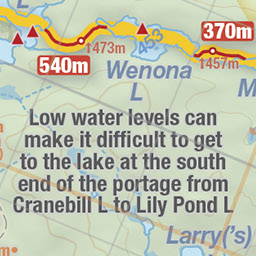 L
370m
↑473m
455
↑457m
540m
Wenona
L
M
Low water levels can
make it difficult to get
to the lake at the south
end of the portage from
Cranebill L to Lily Pond L
Larry('s)
m